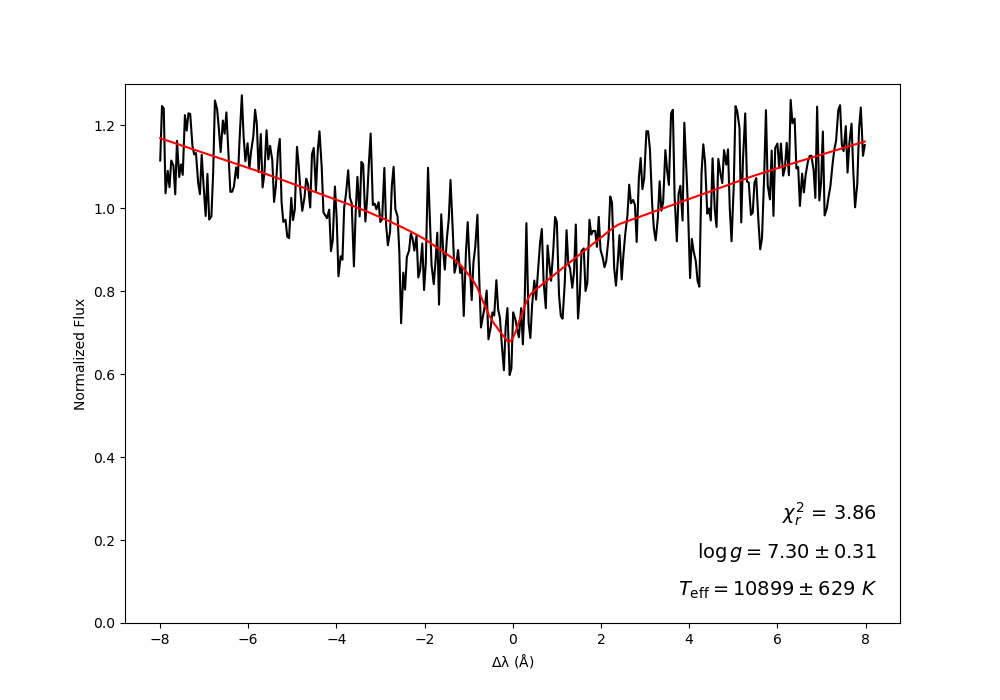 1.2
1.0
0.8
0.6
0.4
0.2
0.0
Normalized Flux
χ²ᵣ = 3.86
log g = 7.30 ± 0.31
T_eff = 10899 ± 629 K
−8 −6 −4 −2 0 2 4 6 8
Δλ (Å)